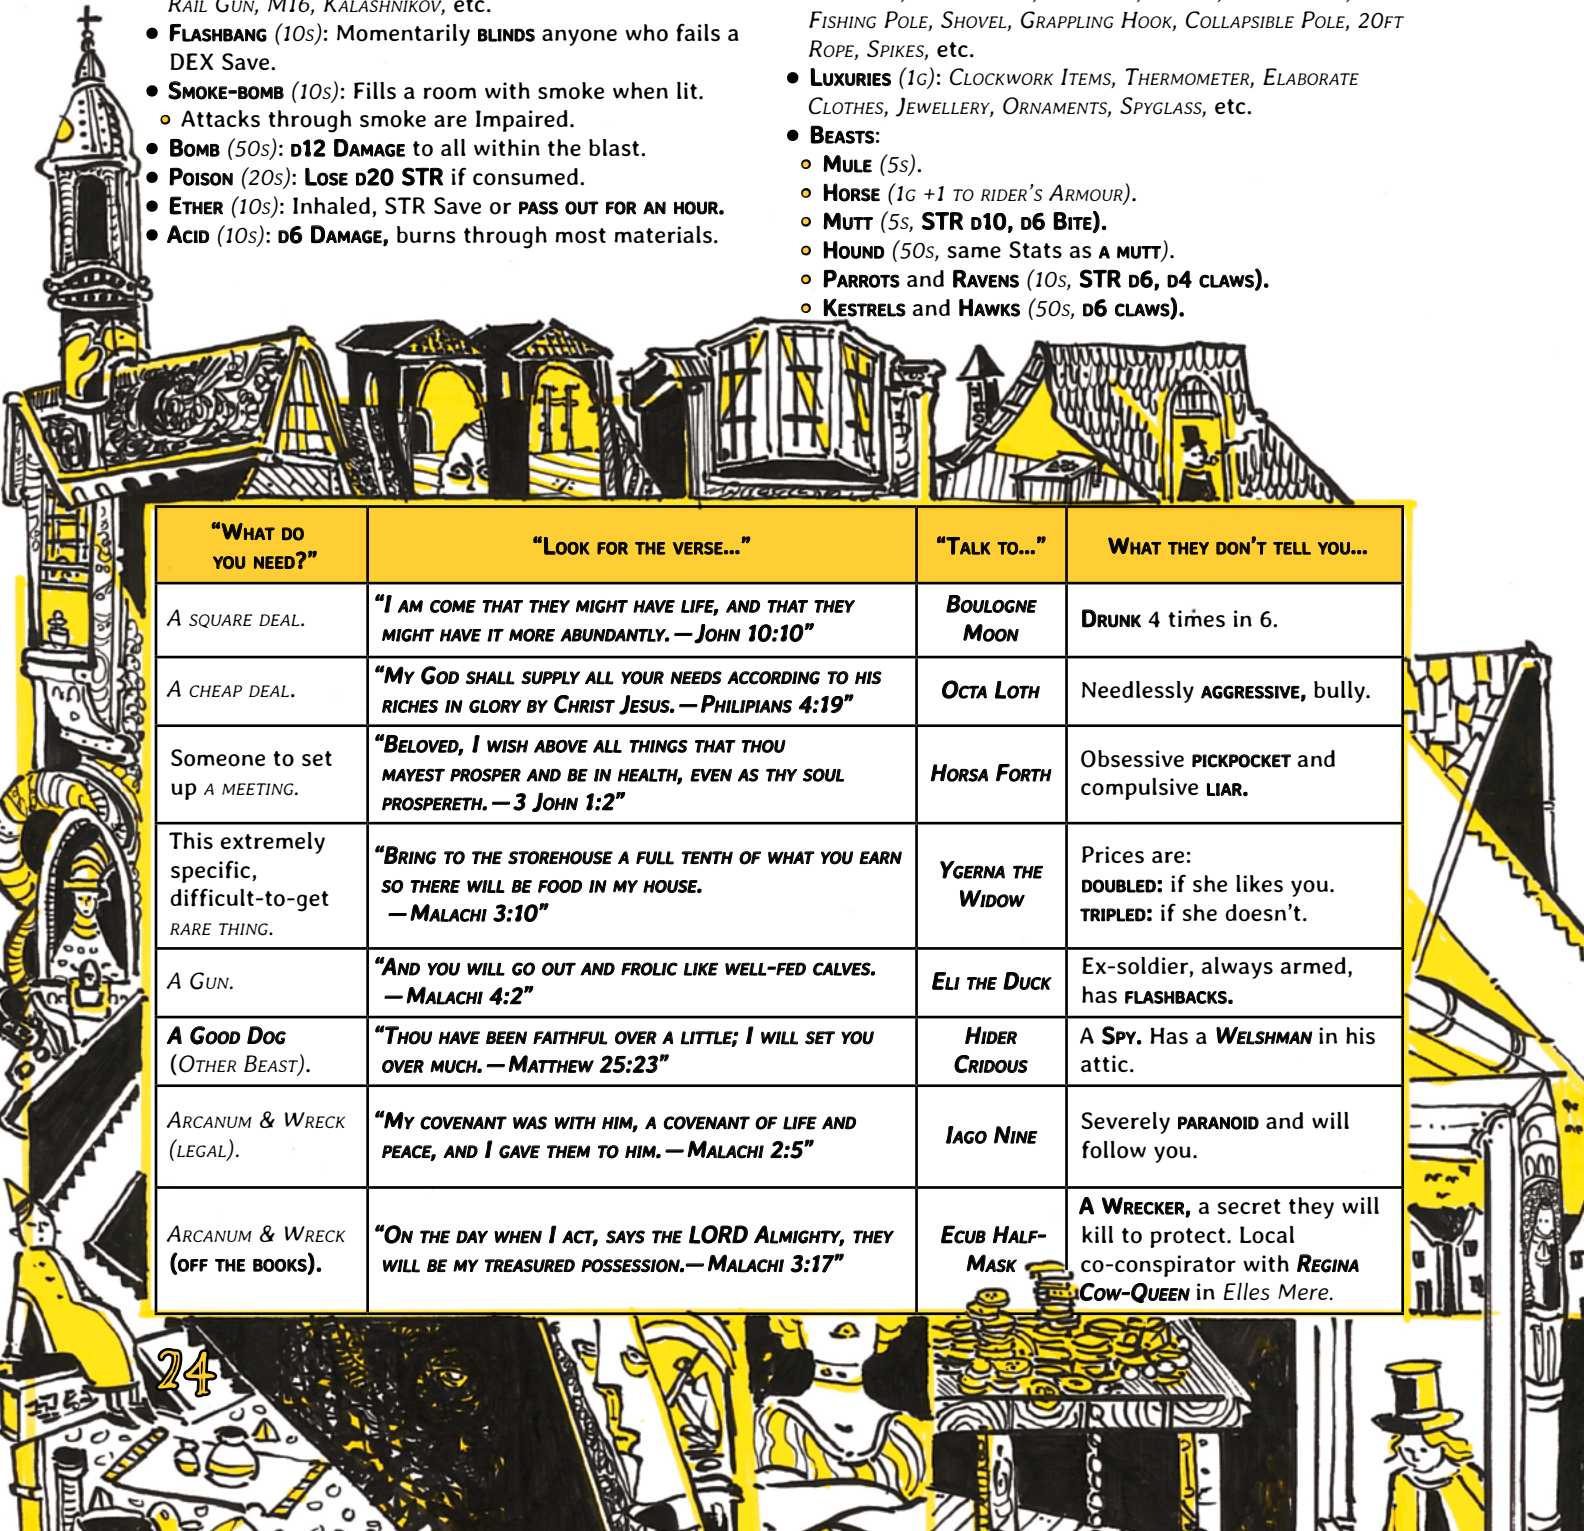 Rail Gun, M16, Kalashnikov, etc.
• Flashbang (10s): Momentarily blinds anyone who fails a
DEX Save.
• Smoke-bomb (10s): Fills a room with smoke when lit.
∘ Attacks through smoke are Impaired.
• Bomb (50s): d12 Damage to all within the blast.
• Poison (20s): Lose d20 STR if consumed.
• Ether (10s): Inhaled, STR Save or pass out for an hour.
• Acid (10s): d6 Damage, burns through most materials.
Fishing Pole, Shovel, Grappling Hook, Collapsible Pole, 20ft
Rope, Spikes, etc.
• Luxuries (1g): Clockwork Items, Thermometer, Elaborate
Clothes, Jewellery, Ornaments, Spyglass, etc.
• Beasts:
∘ Mule (5s).
∘ Horse (1g +1 to rider's Armour).
∘ Mutt (5s, STR d10, d6 Bite).
∘ Hound (50s, same Stats as a mutt).
∘ Parrots and Ravens (10s, STR d6, d4 claws).
∘ Kestrels and Hawks (50s, d6 claws).
“What do
you need?”
“Look for the verse...”
“Talk to...”
What they don't tell you...
A square deal.
“I am come that they might have life, and that they
might have it more abundantly. — John 10:10”
Boulogne
Moon
Drunk 4 times in 6.
A cheap deal.
“My God shall supply all your needs according to his
riches in glory by Christ Jesus. — Philipians 4:19”
Octa Loth
Needlessly aggressive, bully.
Someone to set
up a meeting.
“Beloved, I wish above all things that thou
mayest prosper and be in health, even as thy soul
prospereth. — 3 John 1:2”
Horsa Forth
Obsessive pickpocket and
compulsive liar.
This extremely
specific,
difficult-to-get
rare thing.
“Bring to the storehouse a full tenth of what you earn
so there will be food in my house.
— Malachi 3:10”
Ygerna the
Widow
Prices are:
doubled: if she likes you.
tripled: if she doesn't.
A Gun.
“And you will go out and frolic like well-fed calves.
— Malachi 4:2”
Eli the Duck
Ex-soldier, always armed,
has flashbacks.
A Good Dog
(Other Beast).
“Thou have been faithful over a little; I will set you
over much. — Matthew 25:23”
Hider
Cridous
A Spy. Has a Welshman in his
attic.
Arcanum & Wreck
(legal).
“My covenant was with him, a covenant of life and
peace, and I gave them to him. — Malachi 2:5”
Iago Nine
Severely paranoid and will
follow you.
Arcanum & Wreck
(off the books).
“On the day when I act, says the LORD Almighty, they
will be my treasured possession.— Malachi 3:17”
Ecub Half-
Mask
A Wrecker, a secret they will
kill to protect. Local
co-conspirator with Regina
Cow-Queen in Elles Mere.
24